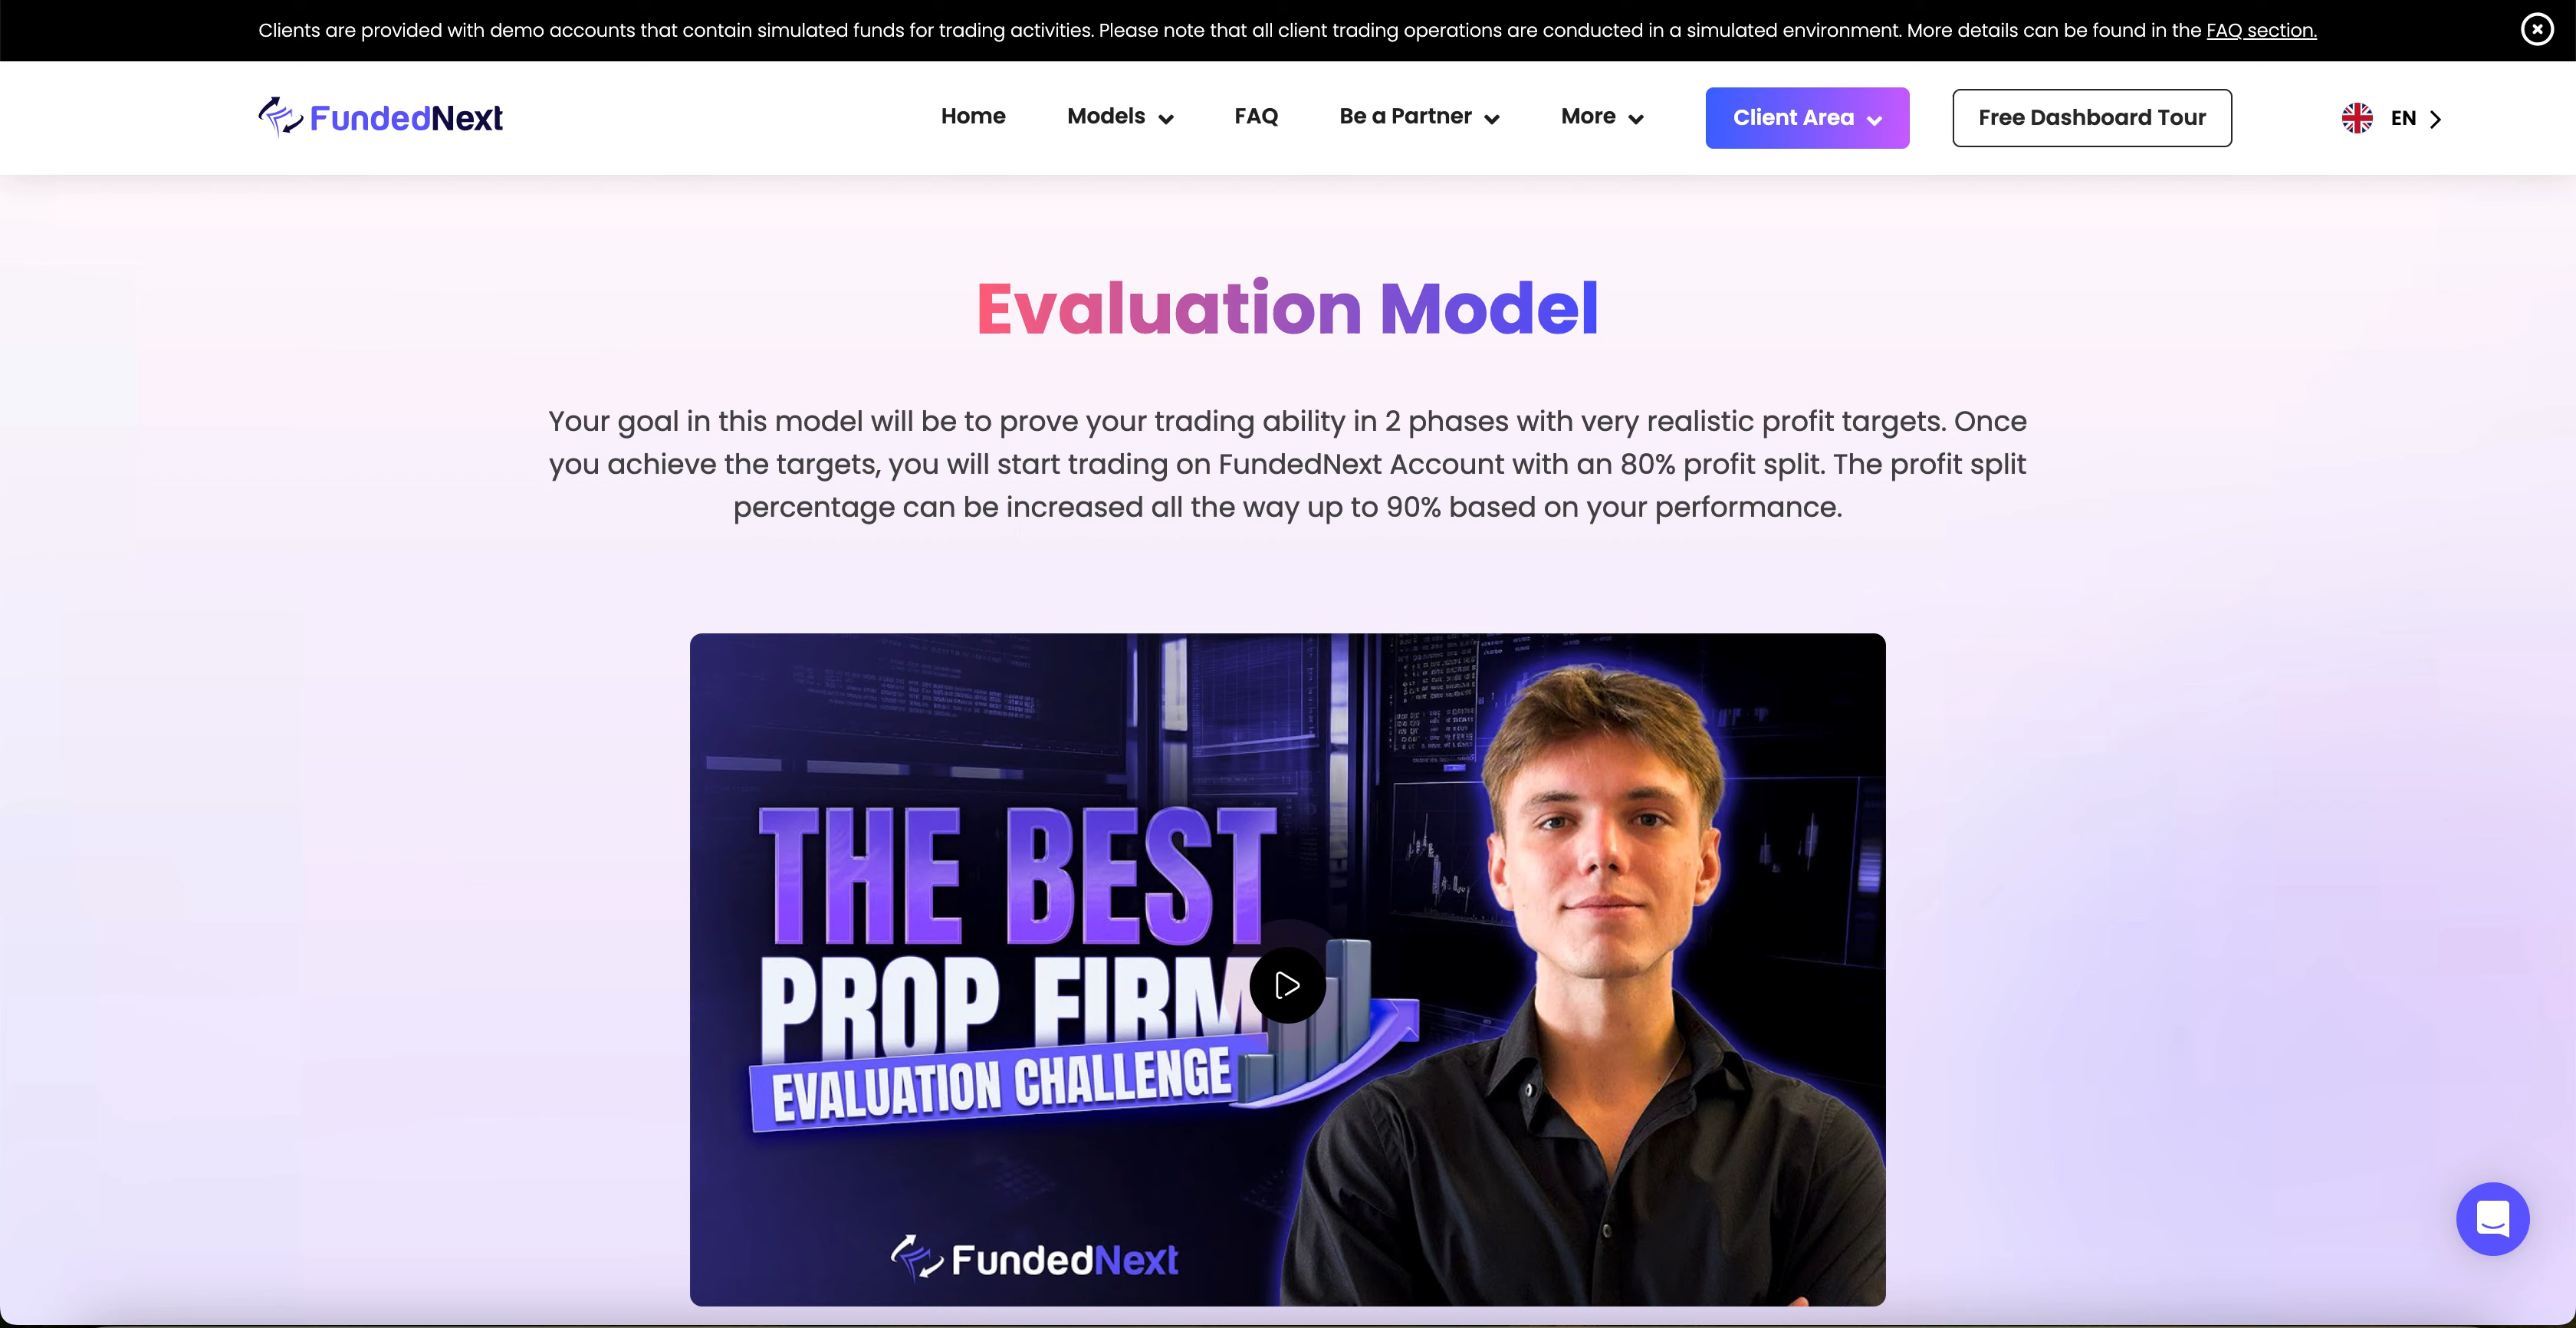 Clients are provided with demo accounts that contain simulated funds for trading activities. Please note that all client trading operations are conducted in a simulated environment. More details can be found in the FAQ section.
FundedNext
Home
Models
FAQ
Be a Partner
More
Client Area
Free Dashboard Tour
EN
Evaluation Model
Your goal in this model will be to prove your trading ability in 2 phases with very realistic profit targets. Once
you achieve the targets, you will start trading on FundedNext Account with an 80% profit split. The profit split
percentage can be increased all the way up to 90% based on your performance.
THE BEST
PROP FIRM
EVALUATION CHALLENGE
FundedNext